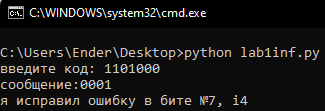 C:\WINDOWS\system32\cmd.exe
C:\Users\Ender\Desktop>python lab1inf.py
введите код: 1101000
сообщение:0001
я исправил ошибку в бите №7, i4